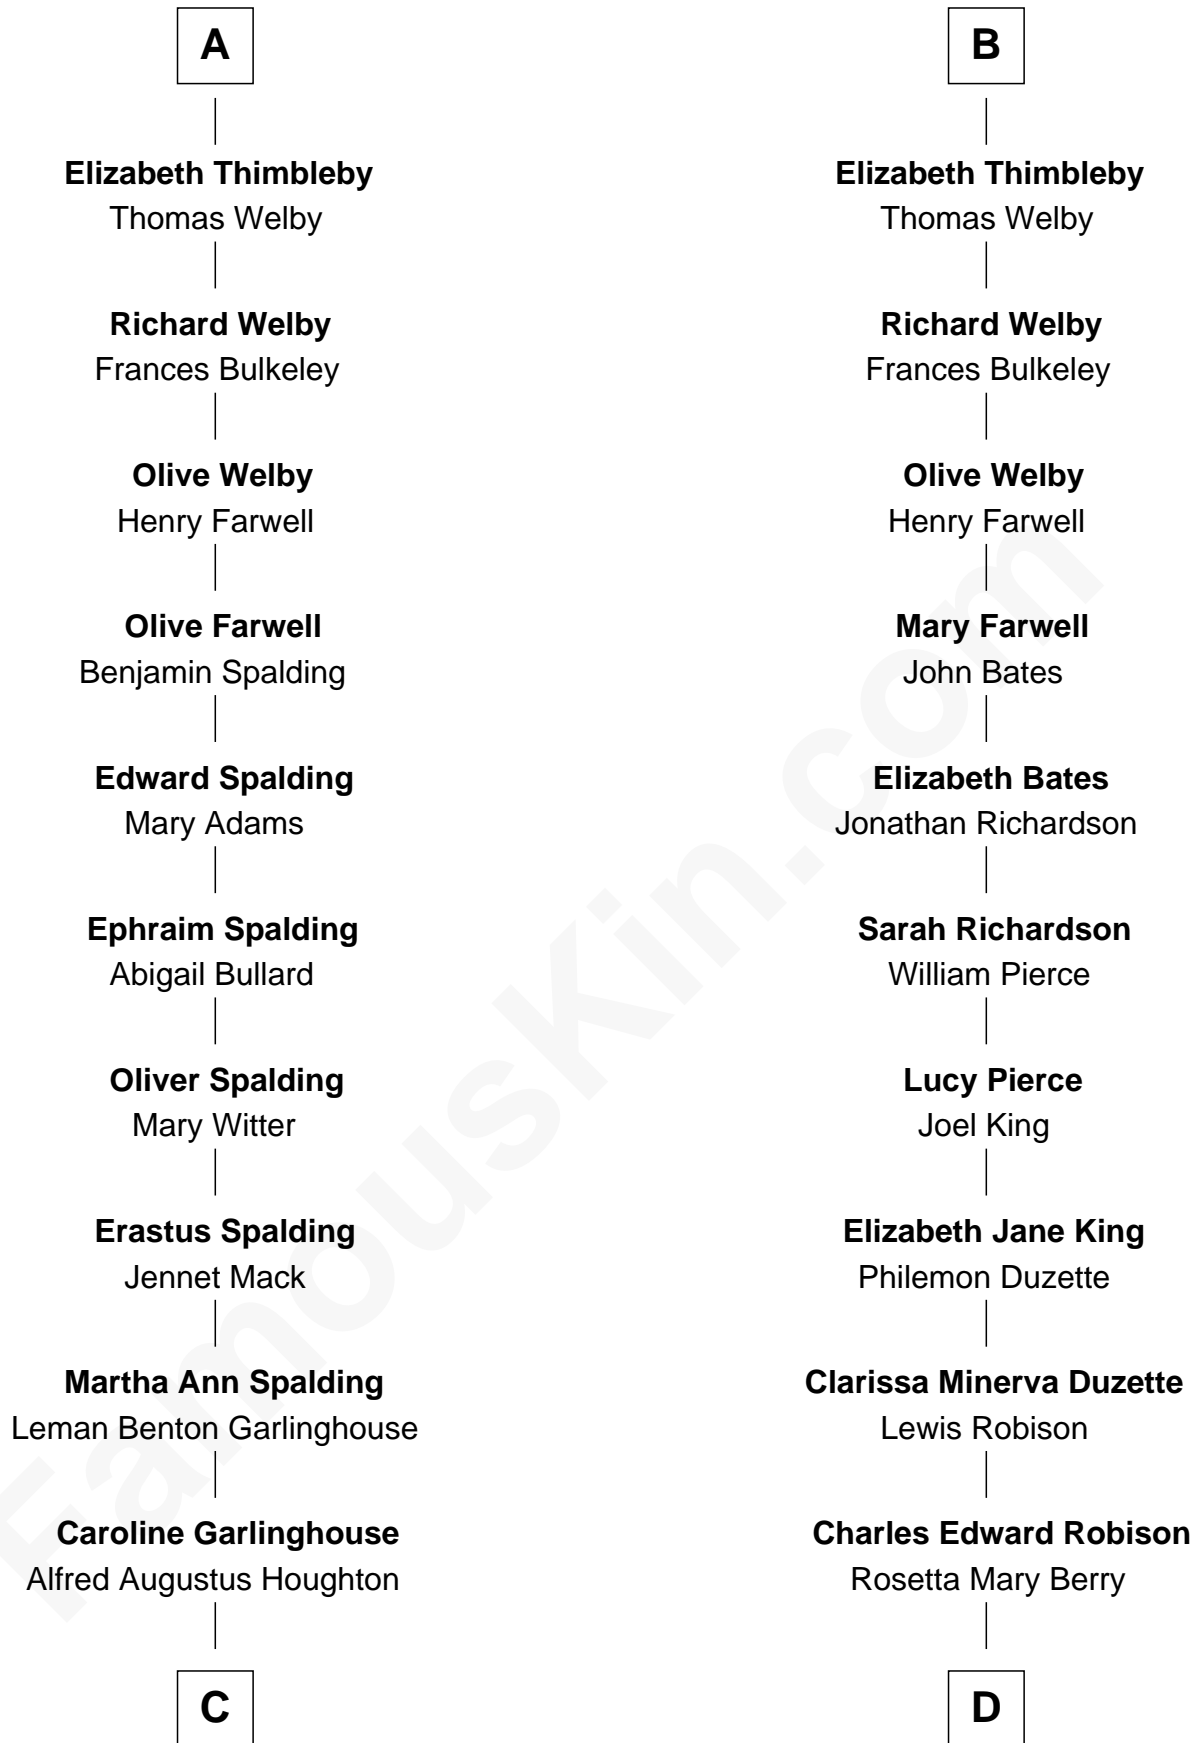 A
Elizabeth Thimbleby
Thomas Welby
Richard Welby
Frances Bulkeley
Olive Welby
Henry Farwell
Olive Farwell
Benjamin Spalding
Edward Spalding
Mary Adams
Ephraim Spalding
Abigail Bullard
Oliver Spalding
Mary Witter
Erastus Spalding
Jennet Mack
Martha Ann Spalding
Leman Benton Garlinghouse
Caroline Garlinghouse
Alfred Augustus Houghton
C
B
Elizabeth Thimbleby
Thomas Welby
Richard Welby
Frances Bulkeley
Olive Welby
Henry Farwell
Mary Farwell
John Bates
Elizabeth Bates
Jonathan Richardson
Sarah Richardson
William Pierce
Lucy Pierce
Joel King
Elizabeth Jane King
Philemon Duzette
Clarissa Minerva Duzette
Lewis Robison
Charles Edward Robison
Rosetta Mary Berry
D
FamousKin.com